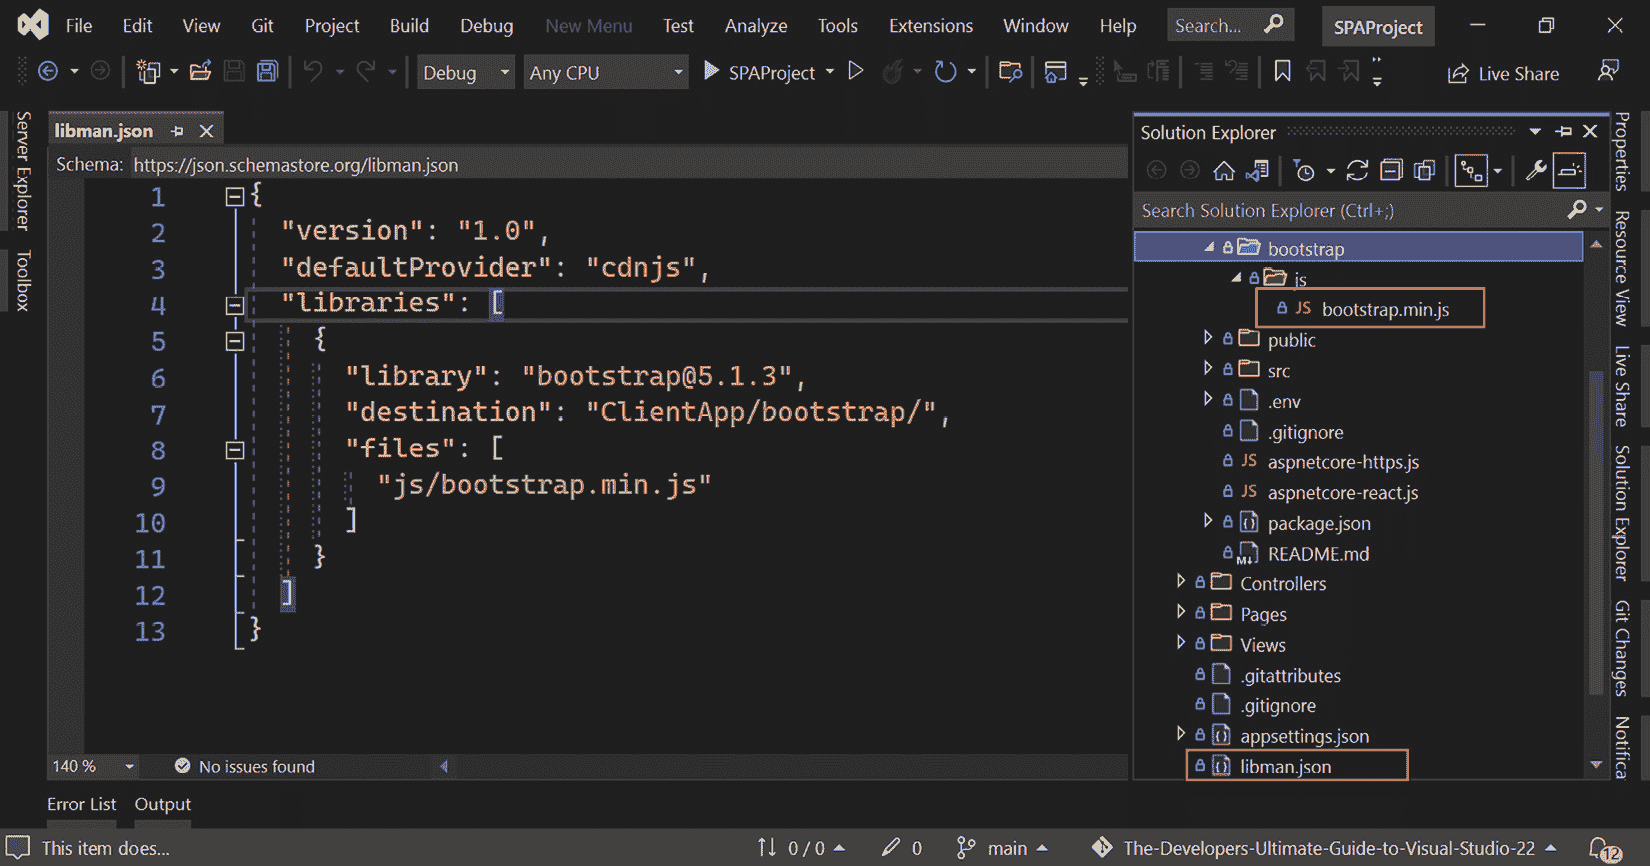 File Edit View Git Project Build Debug New Menu Test Analyze Tools Extensions Window Help Search... SPAProject
Debug Any CPU SPAProject Live Share
Server Explorer
Toolbox
libman.json
Schema: https://json.schemastore.org/libman.json
1 {
2 "version": "1.0",
3 "defaultProvider": "cdnjs",
4 "libraries": [
5 {
6 "library": "bootstrap@5.1.3",
7 "destination": "ClientApp/bootstrap/",
8 "files": [
9 "js/bootstrap.min.js"
10 ]
11 }
12 ]
13 }
140 % No issues found
Solution Explorer
Search Solution Explorer (Ctrl+;)
bootstrap
js
JS bootstrap.min.js
public
src
.env
.gitignore
JS aspnetcore-https.js
JS aspnetcore-react.js
package.json
M README.md
Controllers
Pages
Views
.gitattributes
.gitignore
appsettings.json
libman.json
Properties
Resource View
Live Share
Solution Explorer
Git Changes
Notifica
Error List Output
This item does... 0 / 0 0 main The-Developers-Ultimate-Guide-to-Visual-Studio-22 12